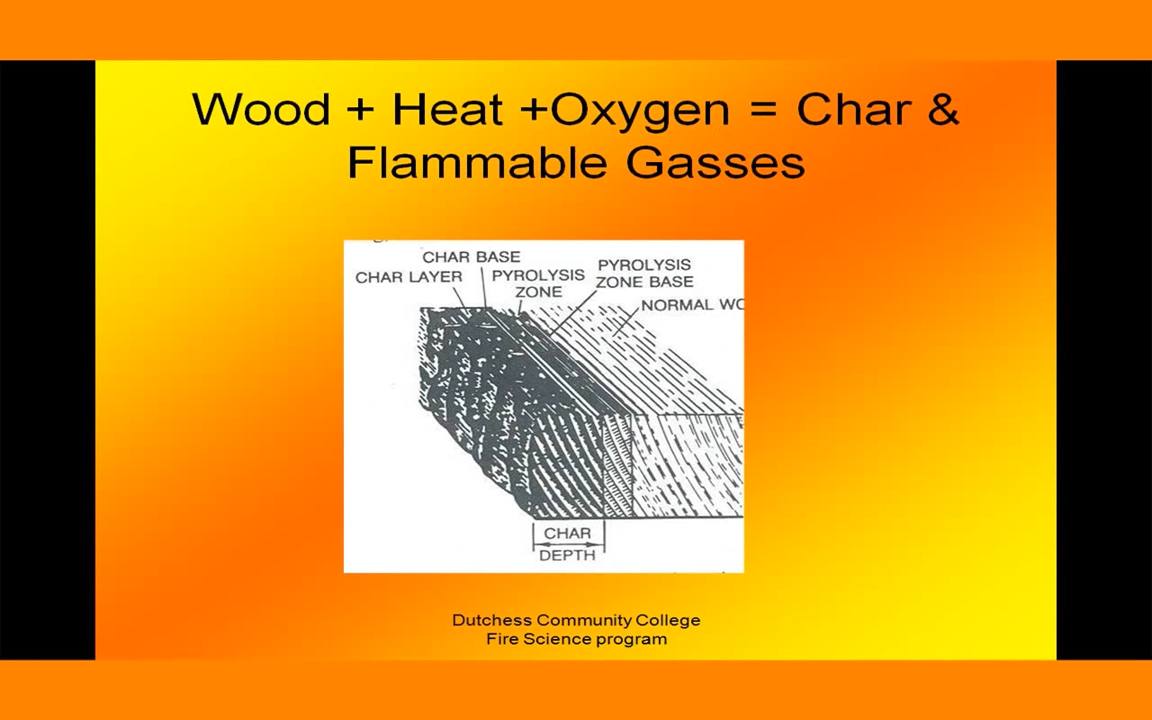 Wood + Heat +Oxygen = Char &
Flammable Gasses
CHAR BASE
CHAR LAYER
PYROLYSIS
ZONE
PYROLYSIS
ZONE BASE
NORMAL
CHAR
DEPTH
Dutchess Community College
Fire Science program